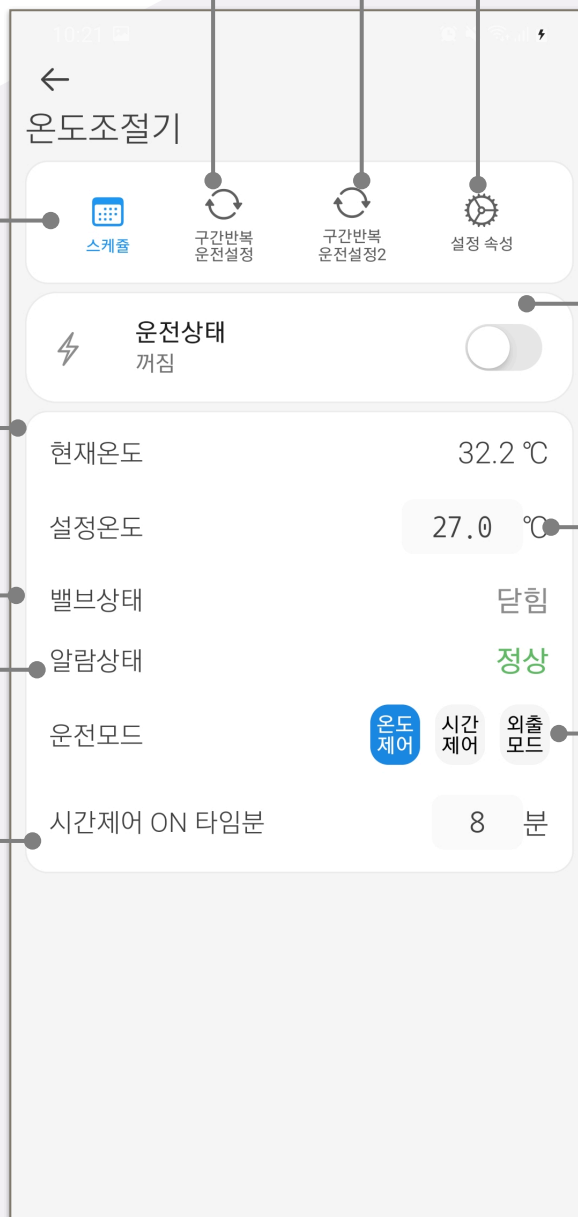 10:21
온도조절기
스케쥴
구간반복
운전설정
구간반복
운전설정2
설정 속성
운전상태
꺼짐
현재온도 32.2 ℃
설정온도 27.0 ℃
밸브상태 닫힘
알람상태 정상
운전모드 온도 제어 시간 제어 외출 모드
시간제어 ON 타임분 8 분